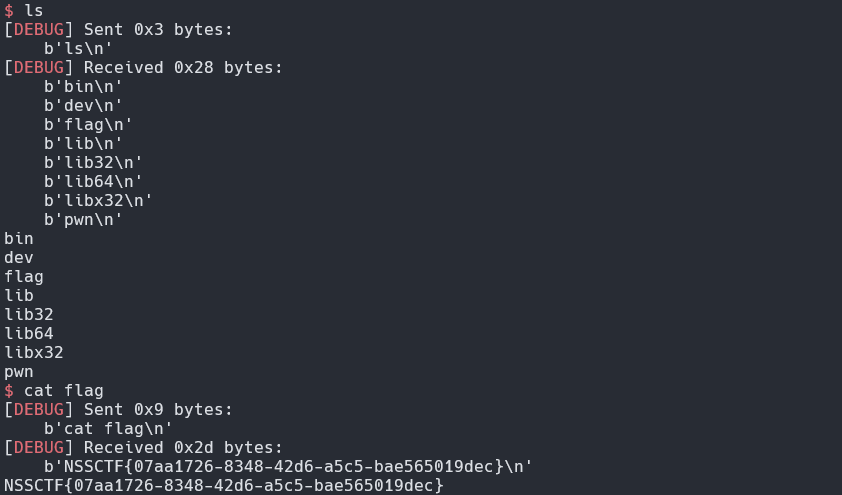 $ ls
[DEBUG] Sent 0x3 bytes:
    b'ls\n'
[DEBUG] Received 0x28 bytes:
    b'bin\n'
    b'dev\n'
    b'flag\n'
    b'lib\n'
    b'lib32\n'
    b'lib64\n'
    b'libx32\n'
    b'pwn\n'
bin
dev
flag
lib
lib32
lib64
libx32
pwn
$ cat flag
[DEBUG] Sent 0x9 bytes:
    b'cat flag\n'
[DEBUG] Received 0x2d bytes:
    b'NSSCTF{07aa1726-8348-42d6-a5c5-bae565019dec}\n'
NSSCTF{07aa1726-8348-42d6-a5c5-bae565019dec}